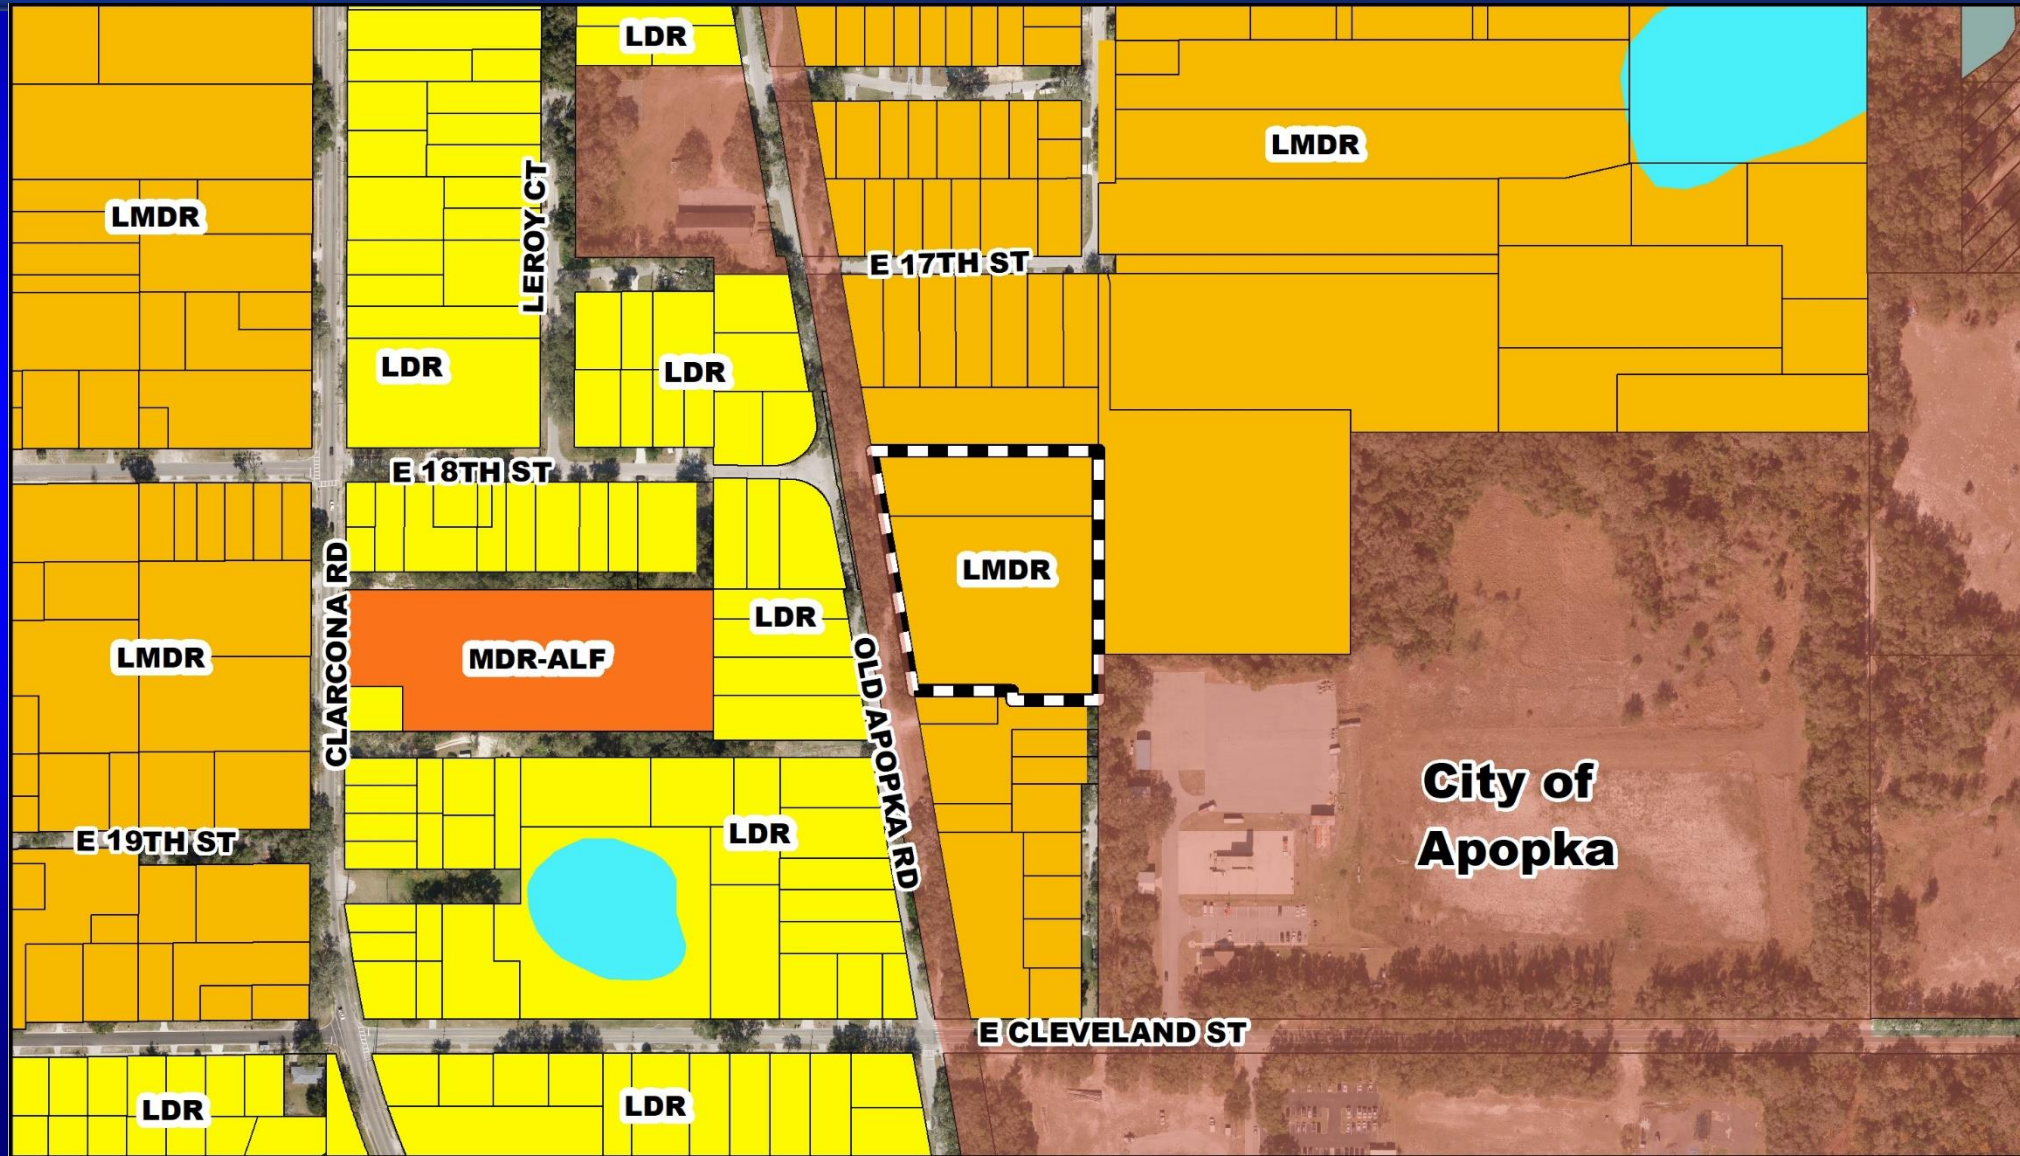 LDR
LMDR
LMDR
LEROY CT
E 17TH ST
LDR
LDR
E 18TH ST
LMDR
CLARCONA RD
LMDR
MDR-ALF
LDR
OLD APOPKA RD
City of
Apopka
E 19TH ST
LDR
E CLEVELAND ST
LDR
LDR